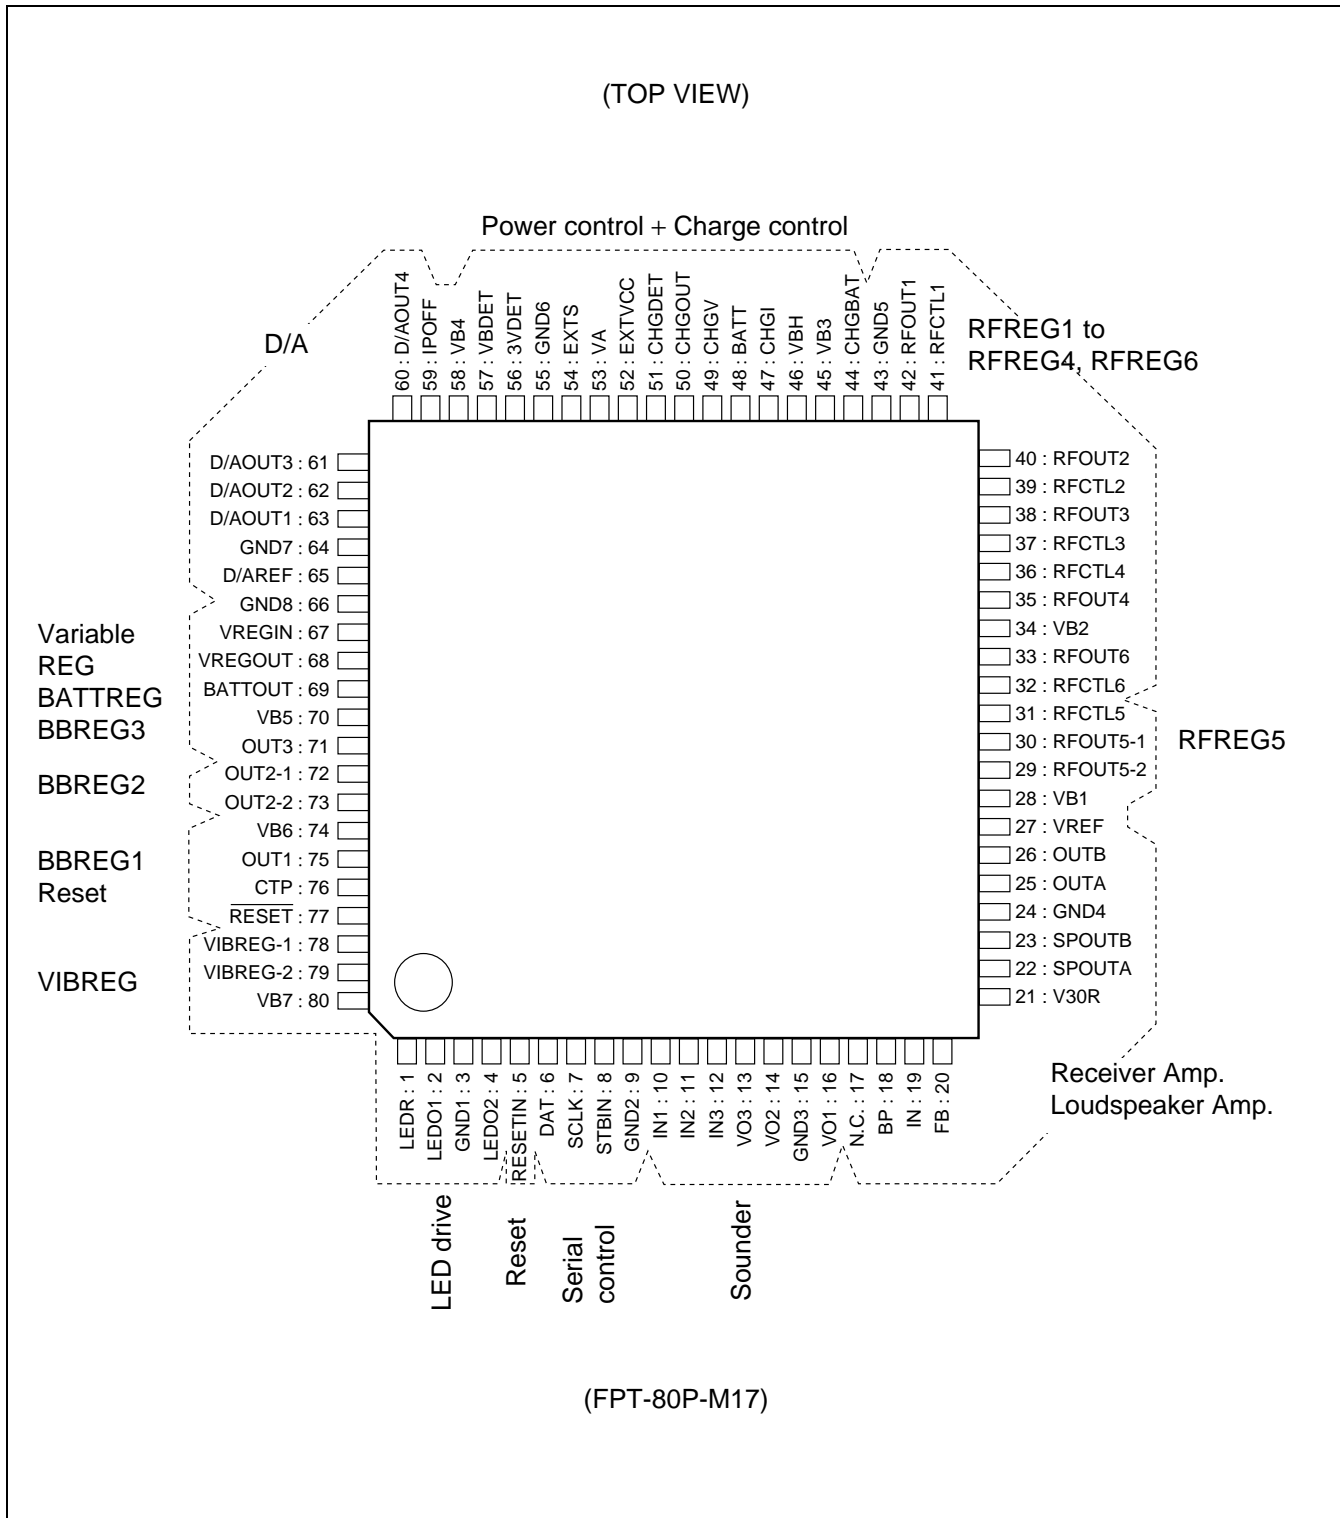 (TOP VIEW)
Power control + Charge control
D/A
RFREG1 to
RFREG4, RFREG6
60 : D/AOUT4
59 : IPOFF
58 : VB4
57 : VBDET
56 : 3VDET
55 : GND6
54 : EXTS
53 : VA
52 : EXTVCC
51 : CHGDET
50 : CHGOUT
49 : CHGV
48 : BATT
47 : CHGI
46 : VBH
45 : VB3
44 : CHGBAT
43 : GND5
42 : RFOUT1
41 : RFCTL1
D/AOUT3 : 61
D/AOUT2 : 62
D/AOUT1 : 63
GND7 : 64
D/AREF : 65
GND8 : 66
VREGIN : 67
VREGOUT : 68
BATTOUT : 69
VB5 : 70
OUT3 : 71
OUT2-1 : 72
OUT2-2 : 73
VB6 : 74
OUT1 : 75
CTP : 76
RESET : 77
VIBREG-1 : 78
VIBREG-2 : 79
VB7 : 80
Variable
REG
BATTREG
BBREG3
BBREG2
BBREG1
Reset
VIBREG
40 : RFOUT2
39 : RFCTL2
38 : RFOUT3
37 : RFCTL3
36 : RFCTL4
35 : RFOUT4
34 : VB2
33 : RFOUT6
32 : RFCTL6
31 : RFCTL5
30 : RFOUT5-1
29 : RFOUT5-2
28 : VB1
27 : VREF
26 : OUTB
25 : OUTA
24 : GND4
23 : SPOUTB
22 : SPOUTA
21 : V30R
RFREG5
Receiver Amp.
Loudspeaker Amp.
LEDR : 1
LEDO1 : 2
GND1 : 3
LEDO2 : 4
RESETIN : 5
DAT : 6
SCLK : 7
STBIN : 8
GND2 : 9
IN1 : 10
IN2 : 11
IN3 : 12
VO3 : 13
VO2 : 14
GND3 : 15
VO1 : 16
N.C. : 17
BP : 18
IN : 19
FB : 20
LED drive
Reset
Serial
control
Sounder
(FPT-80P-M17)